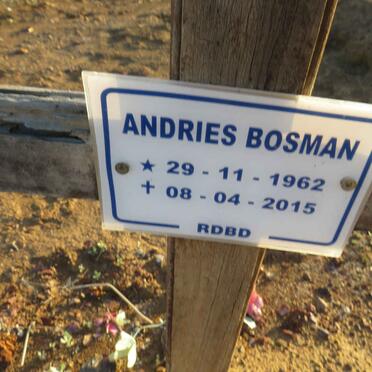 ANDRIES BOSMAN
★ 29 - 11 - 1962
✝ 08 - 04 - 2015
RDBD